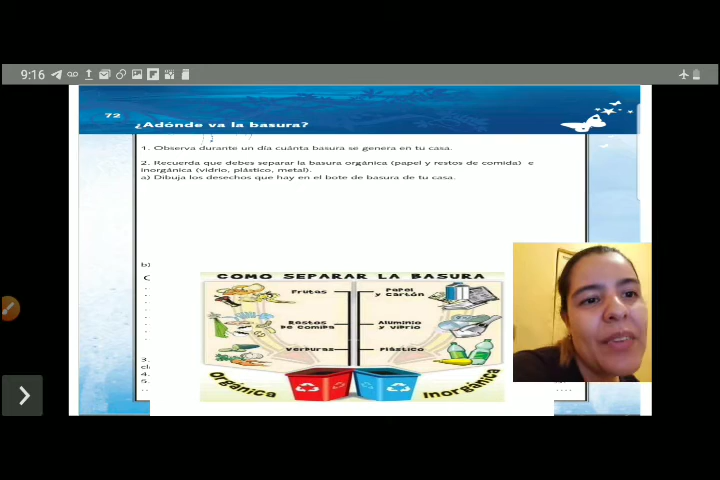 9:16
72
¿Adónde va la basura?
1. Observa durante un día cuánta basura se genera en tu casa.
2. Recuerda que debes separar la basura orgánica (papel y restos de comida) e
inorgánica (vidrio, plástico, metal).
a) Dibuja los desechos que hay en el bote de basura de tu casa.
b)
COMO SEPARAR LA BASURA
Frutas
Papel
y cartón
Restos
de comida
Aluminio
y vidrio
Verduras
Plástico
3.
4.
5.
Orgánica
Inorgánica